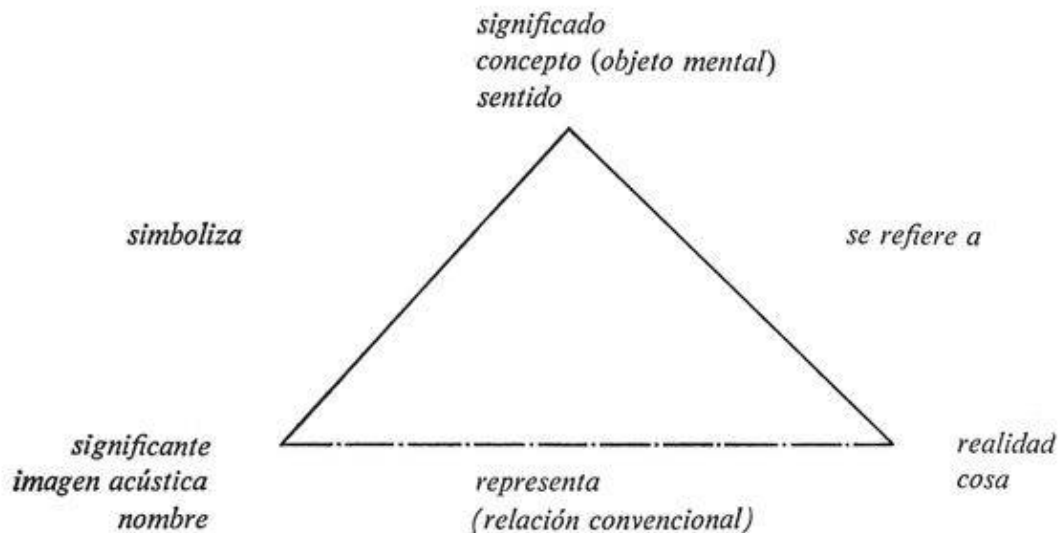 significado
concepto (objeto mental)
sentido
simboliza
se refiere a
significante
imagen acústica
nombre
representa
(relación convencional)
realidad
cosa